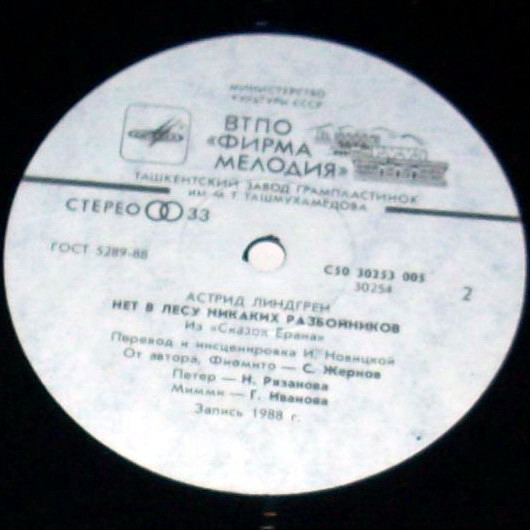 МИНИСТЕРСТВО
КУЛЬТУРЫ СССР
ВТПО
«ФИРМА
МЕЛОДИЯ»
ТАШКЕНТСКИЙ ЗАВОД ГРАМПЛАСТИНОК
ИМ. М. Т. ТАШМУХАМЕДОВА
СТЕРЕО 33
ГОСТ 5289-88
С50 30253 005
30254
2
АСТРИД ЛИНДГРЕН
НЕТ В ЛЕСУ НИКАКИХ РАЗБОЙНИКОВ
Из «Сказок Ерана»
Перевод и инсценировка И. Новицкой
От автора, Фиомито — С. Жернов
Петер — Н. Рязанова
Мимми — Г. Иванова
Запись 1988 г.